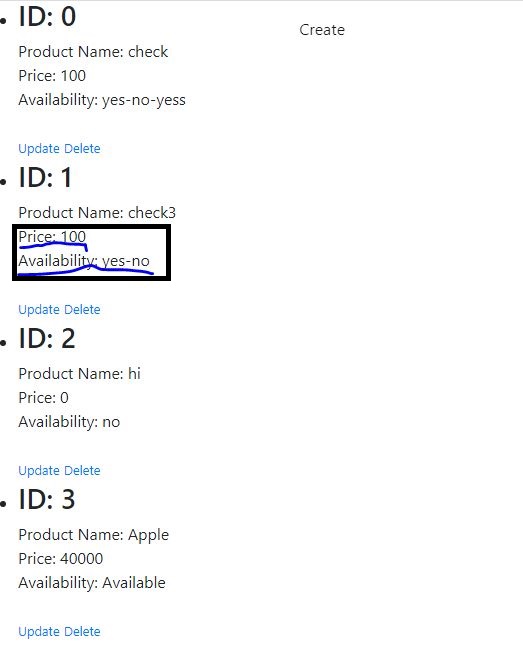 ID: 0
Create
Product Name: check
Price: 100
Availability: yes-no-yess
Update Delete
ID: 1
Product Name: check3
Price: 100
Availability: yes-no
Update Delete
ID: 2
Product Name: hi
Price: 0
Availability: no
Update Delete
ID: 3
Product Name: Apple
Price: 40000
Availability: Available
Update Delete